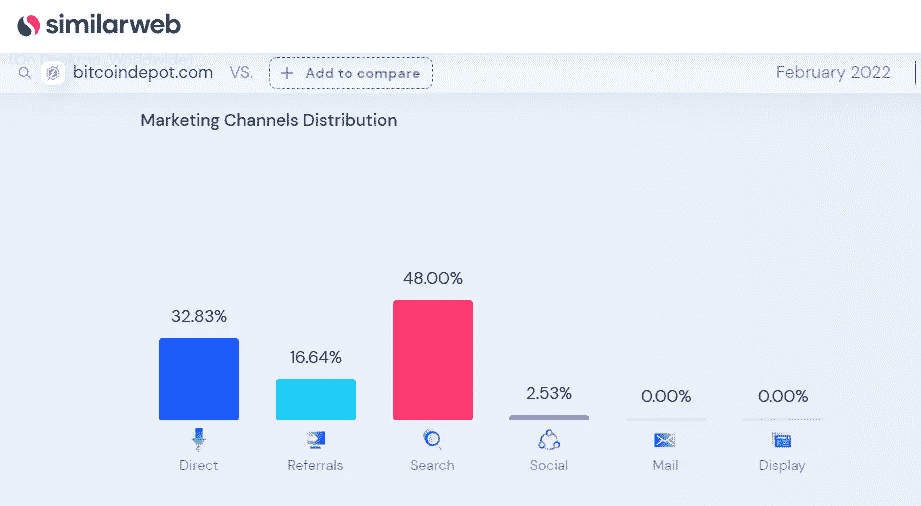 similarweb
bitcoindepot.com VS. + Add to compare February 2022
Marketing Channels Distribution
48.00%
32.83%
16.64%
2.53%
0.00% 0.00%
Direct Referrals Search Social Mail Display